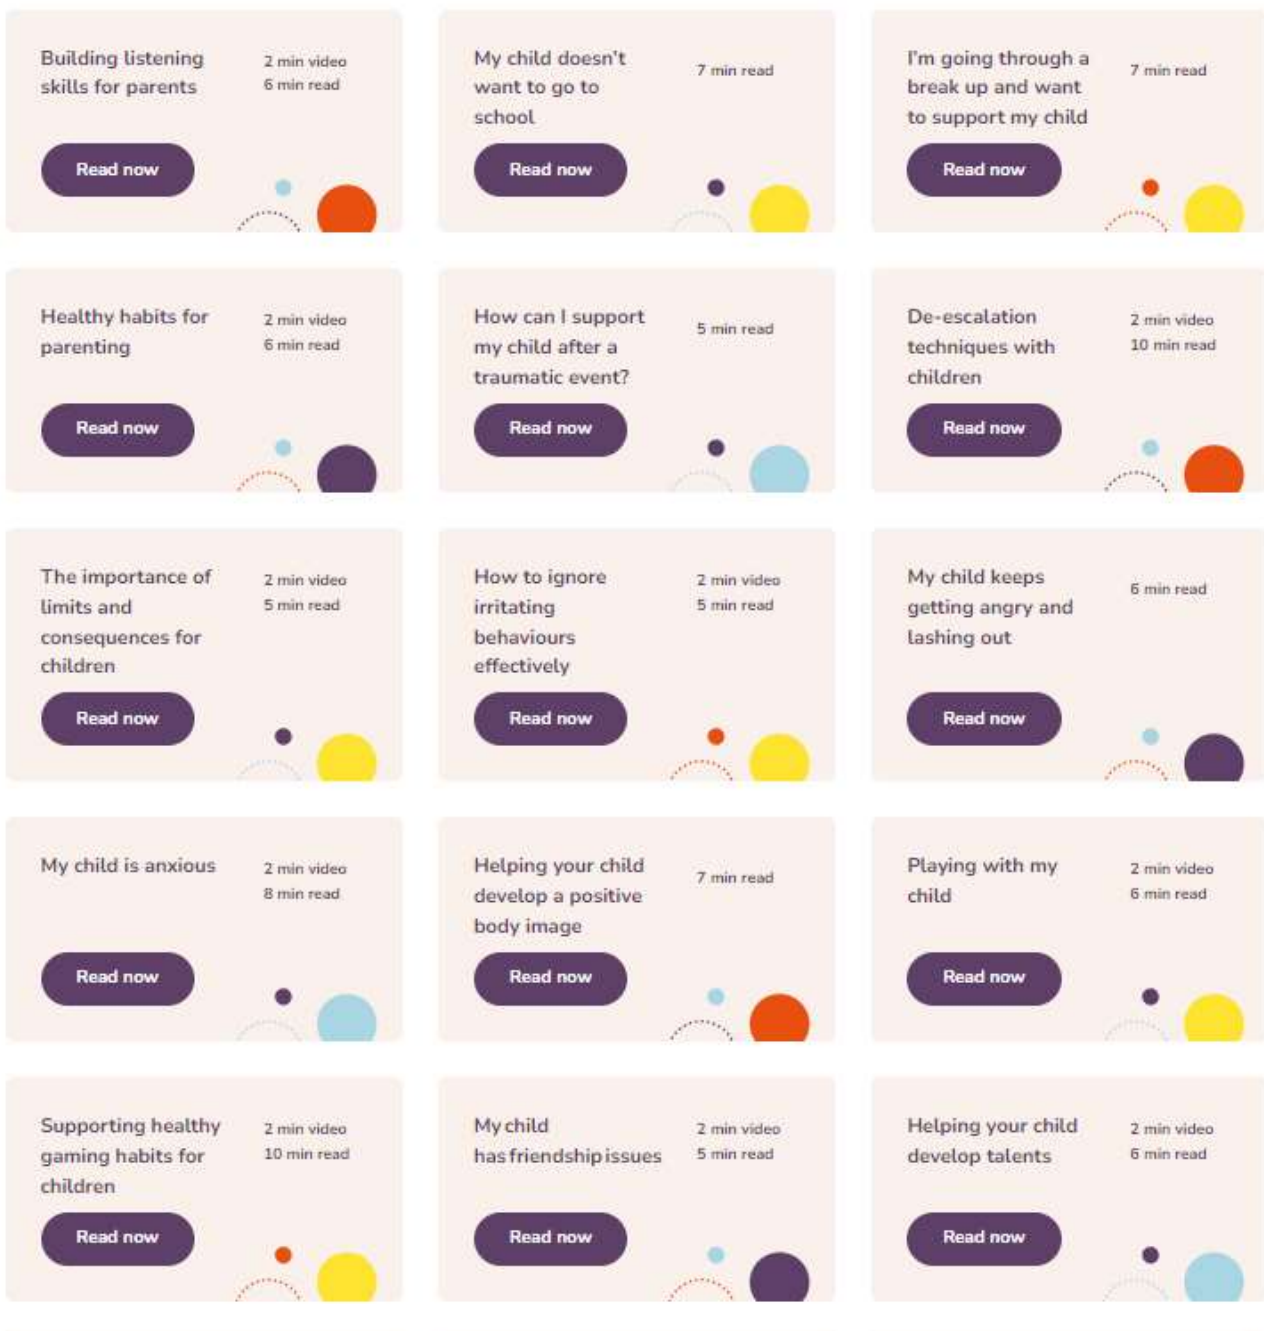 Building listening
skills for parents
2 min video
6 min read
Read now
My child doesn't
want to go to
school
7 min read
Read now
I'm going through a
break up and want
to support my child
7 min read
Read now
Healthy habits for
parenting
2 min video
6 min read
Read now
How can I support
my child after a
traumatic event?
5 min read
Read now
De-escalation
techniques with
children
2 min video
10 min read
Read now
The importance of
limits and
consequences for
children
2 min video
5 min read
Read now
How to ignore
irritating
behaviours
effectively
2 min video
5 min read
Read now
My child keeps
getting angry and
lashing out
6 min read
Read now
My child is anxious
2 min video
8 min read
Read now
Helping your child
develop a positive
body image
7 min read
Read now
Playing with my
child
2 min video
6 min read
Read now
Supporting healthy
gaming habits for
children
2 min video
10 min read
Read now
My child
has friendship issues
2 min video
5 min read
Read now
Helping your child
develop talents
2 min video
6 min read
Read now